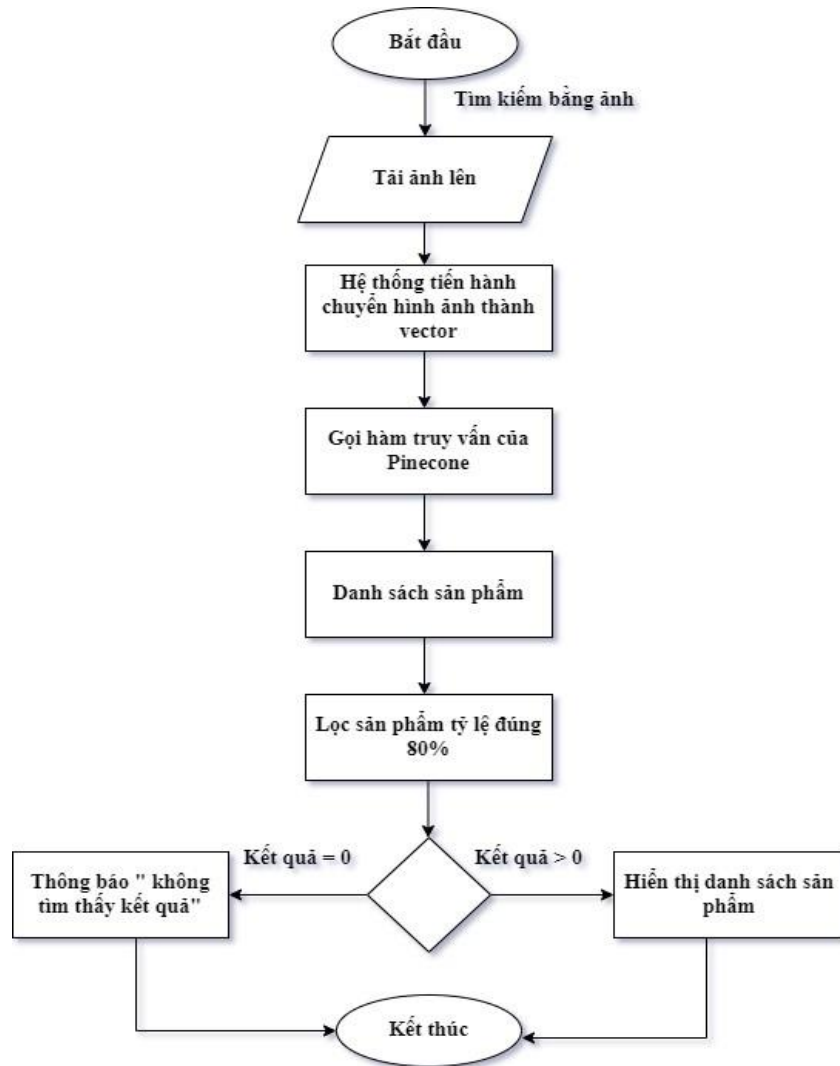 Bắt đầu
Tìm kiếm bằng ảnh
Tải ảnh lên
Hệ thống tiến hành
chuyển hình ảnh thành
vector
Gọi hàm truy vấn của
Pinecone
Danh sách sản phẩm
Lọc sản phẩm tỷ lệ đúng
80%
Kết quả = 0
Kết quả > 0
Thông báo " không
tìm thấy kết quả"
Hiển thị danh sách sản
phẩm
Kết thúc